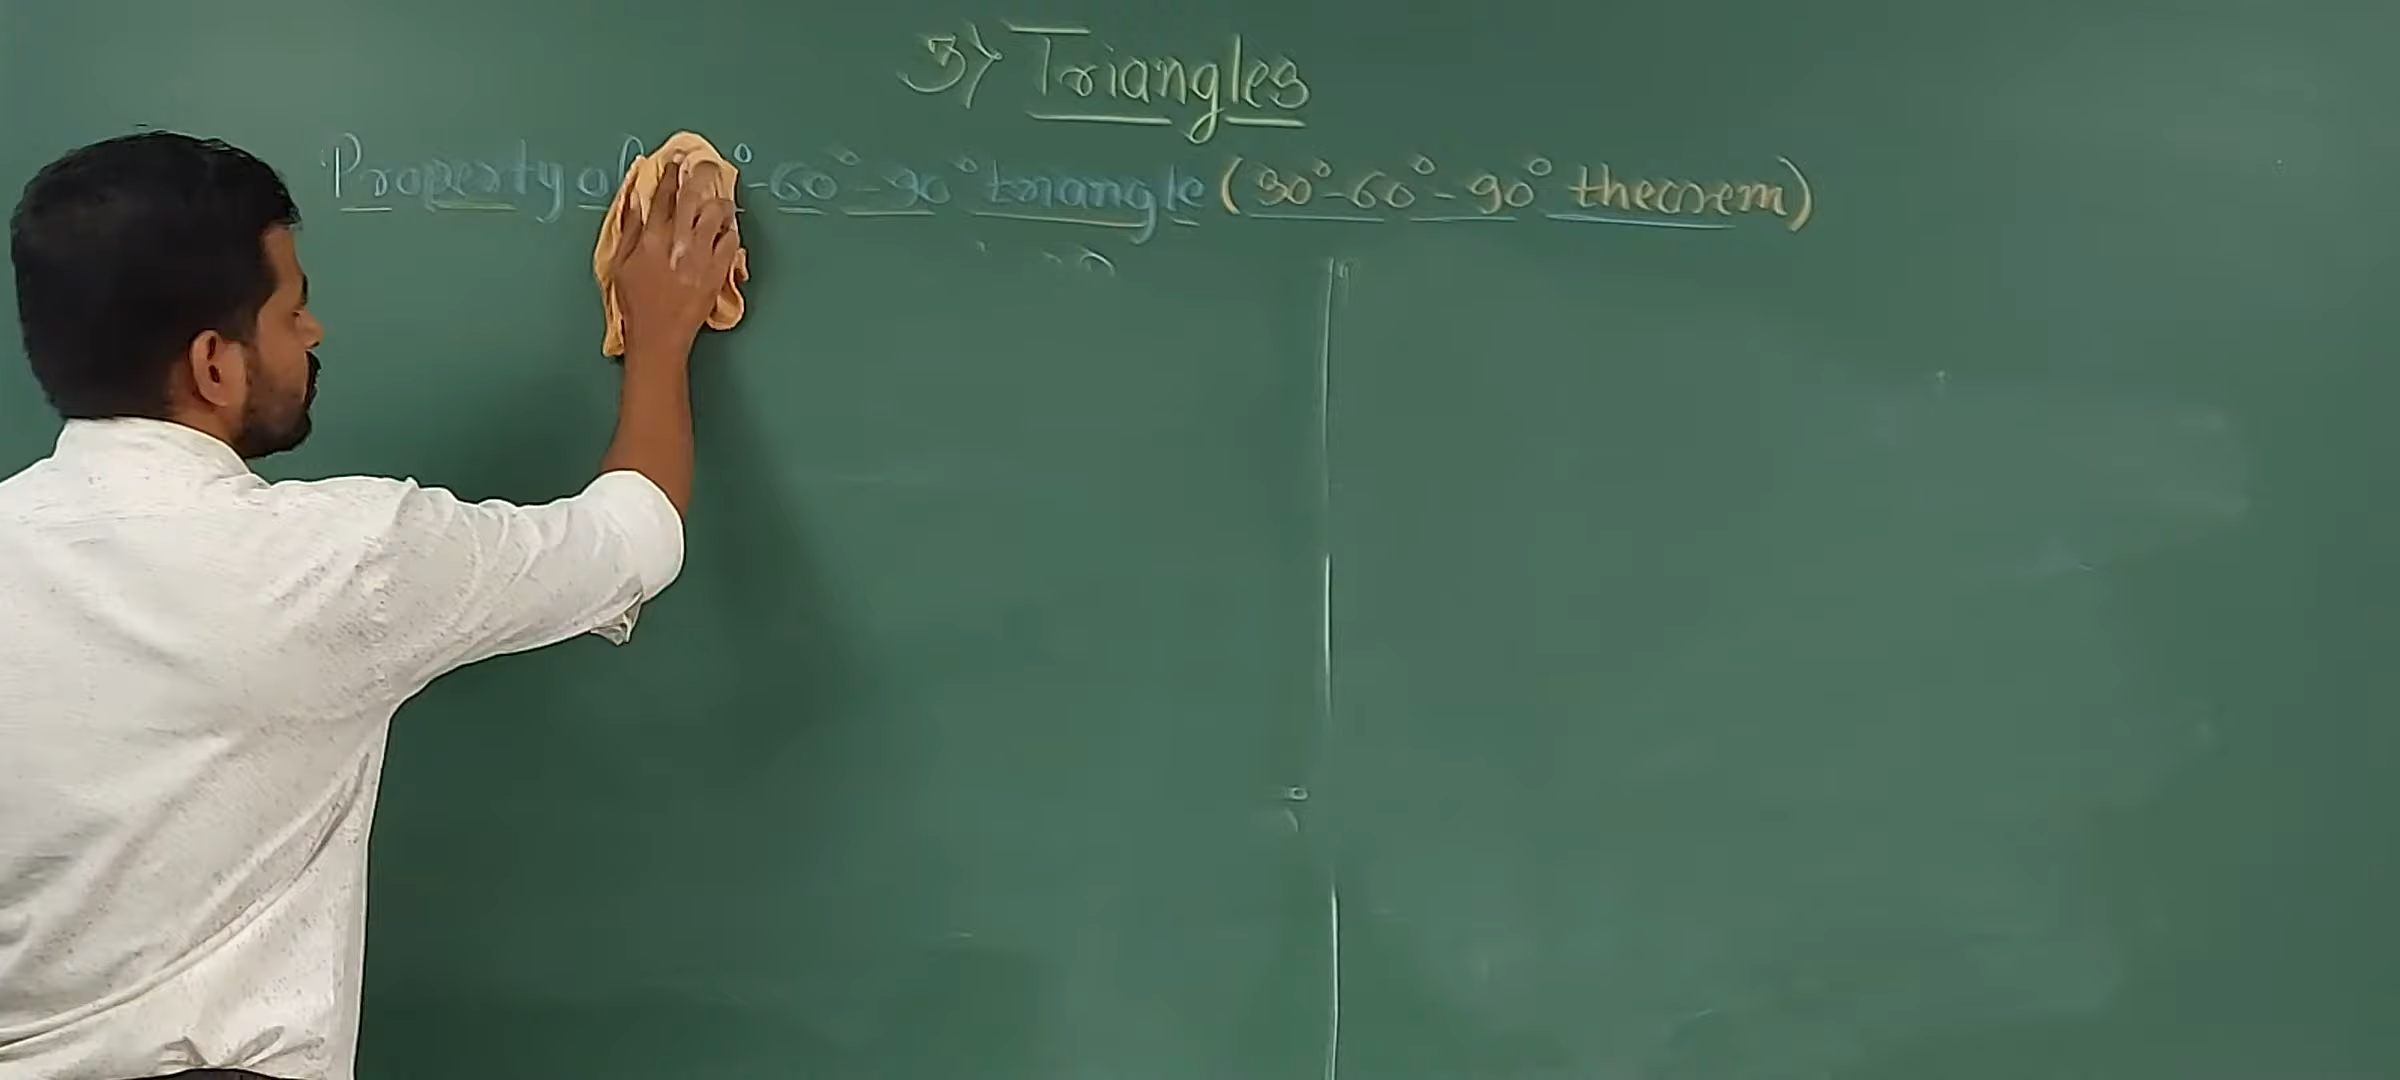 3) Triangles
Property of ° - 60° - 90° triangle (30° - 60° - 90° theorem)